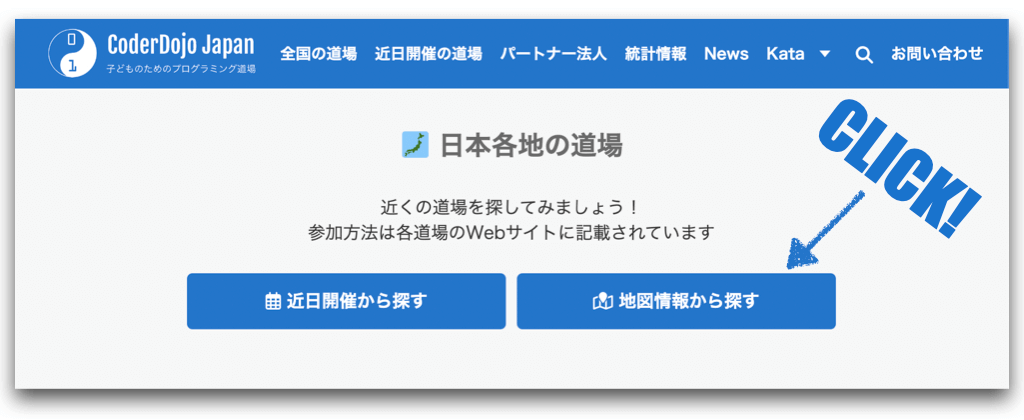 01
CoderDojo Japan
子どものためのプログラミング道場
全国の道場 近日開催の道場 パートナー法人 統計情報 News Kata お問い合わせ
日本各地の道場
CLICK!
近くの道場を探してみましょう！
参加方法は各道場のWebサイトに記載されています
近日開催から探す 地図情報から探す